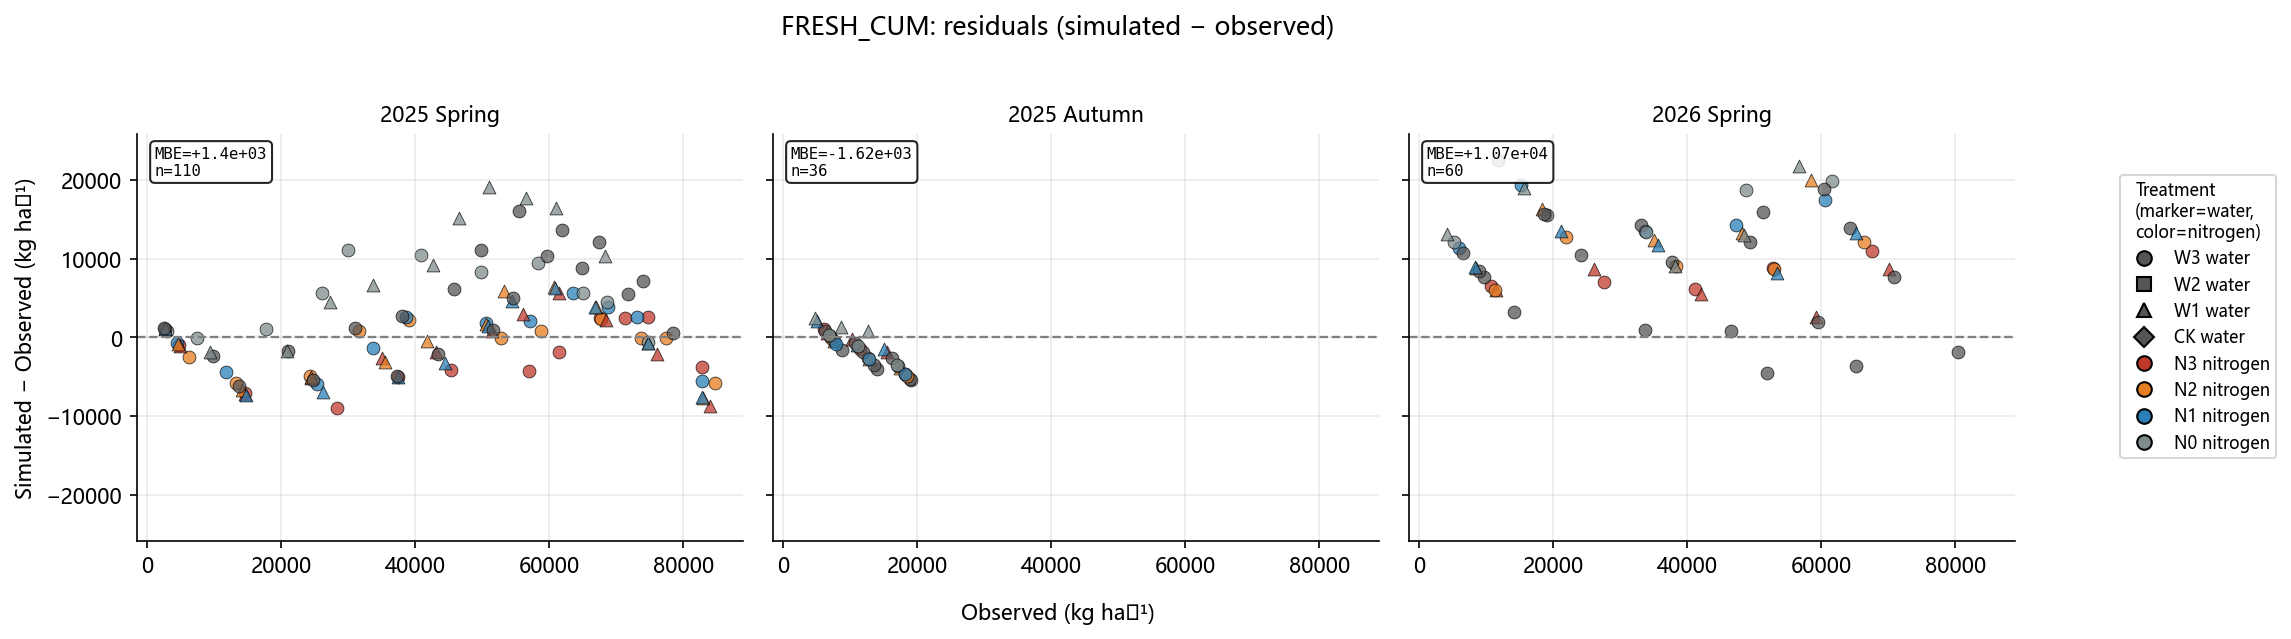 FRESH_CUM: residuals (simulated − observed)
2025 Spring
2025 Autumn
2026 Spring
MBE=+1.4e+03
n=110
MBE=-1.62e+03
n=36
MBE=+1.07e+04
n=60
Simulated − Observed (kg ha□¹)
20000
10000
0
−10000
−20000
0 20000 40000 60000 80000
0 20000 40000 60000 80000
0 20000 40000 60000 80000
Observed (kg ha□¹)
Treatment
(marker=water,
color=nitrogen)
W3 water
W2 water
W1 water
CK water
N3 nitrogen
N2 nitrogen
N1 nitrogen
N0 nitrogen